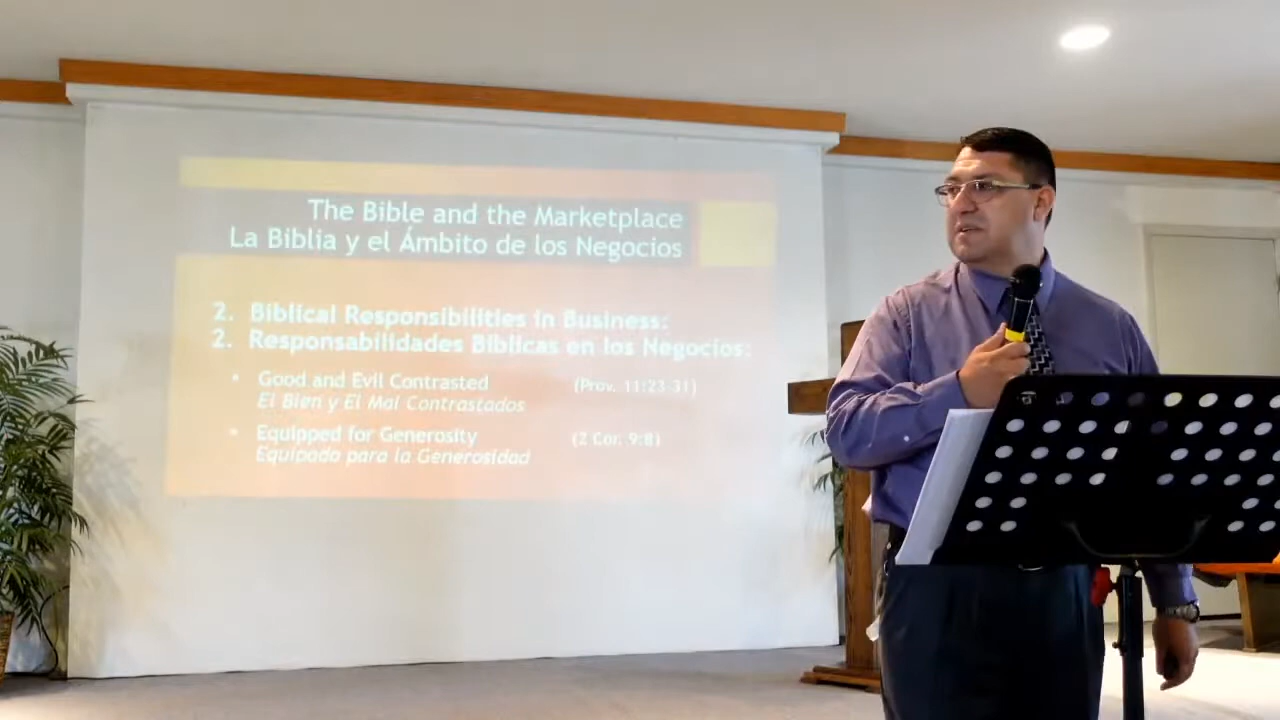 The Bible and the Marketplace
La Biblia y el Ámbito de los Negocios
2. Biblical Responsibilities in Business:
2. Responsabilidades Bíblicas en los Negocios:
• Good and Evil Contrasted (Prov. 11:23-31)
El Bien y El Mal Contrastados
• Equipped for Generosity (2 Cor. 9:8)
Equipado para la Generosidad